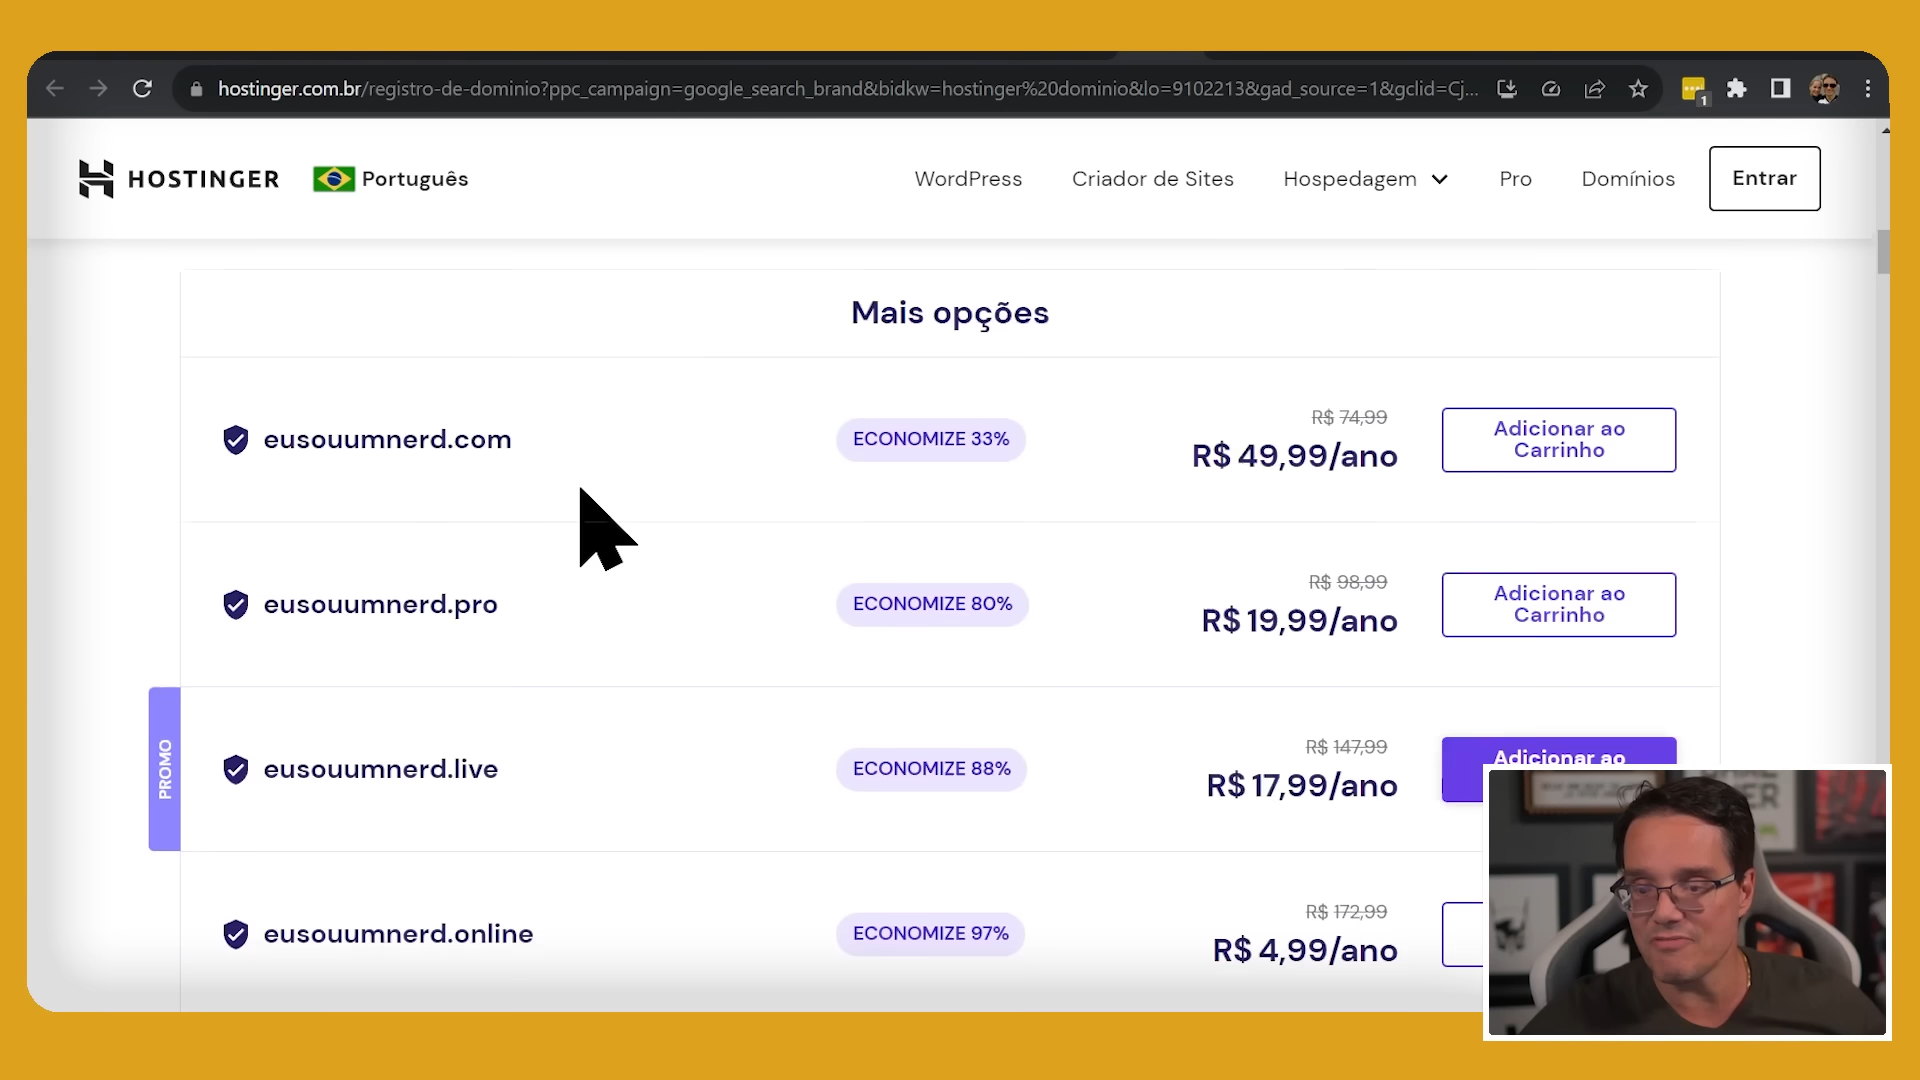 hostinger.com.br/registro-de-dominio?ppc_campaign=google_search_brand&bidkw=hostinger%20dominio&lo=9102213&gad_source=1&gclid=Cj...
1
HOSTINGER
Português
WordPress
Criador de Sites
Hospedagem
Pro
Domínios
Entrar
Mais opções
eusouumnerd.com
ECONOMIZE 33%
R$ 74,99
R$ 49,99/ano
Adicionar ao
Carrinho
eusouumnerd.pro
ECONOMIZE 80%
R$ 98,99
R$ 19,99/ano
Adicionar ao
Carrinho
PROMO
eusouumnerd.live
ECONOMIZE 88%
R$ 147,99
R$ 17,99/ano
Adicionar ao
eusouumnerd.online
ECONOMIZE 97%
R$ 172,99
R$ 4,99/ano